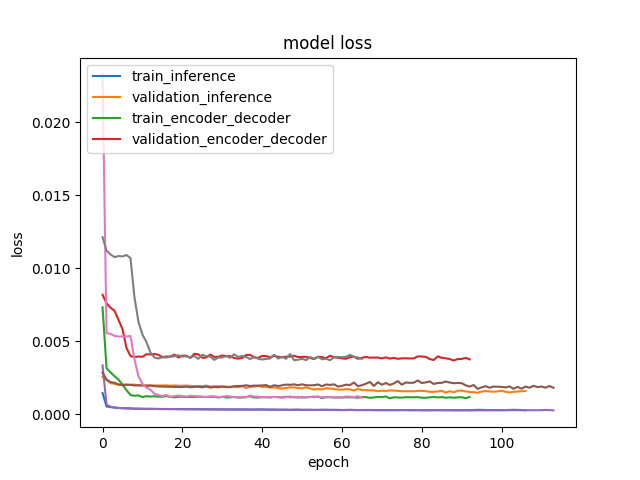 model loss
train_inference
validation_inference
train_encoder_decoder
validation_encoder_decoder
0.020
0.015
0.010
0.005
0.000
loss
0 20 40 60 80 100
epoch